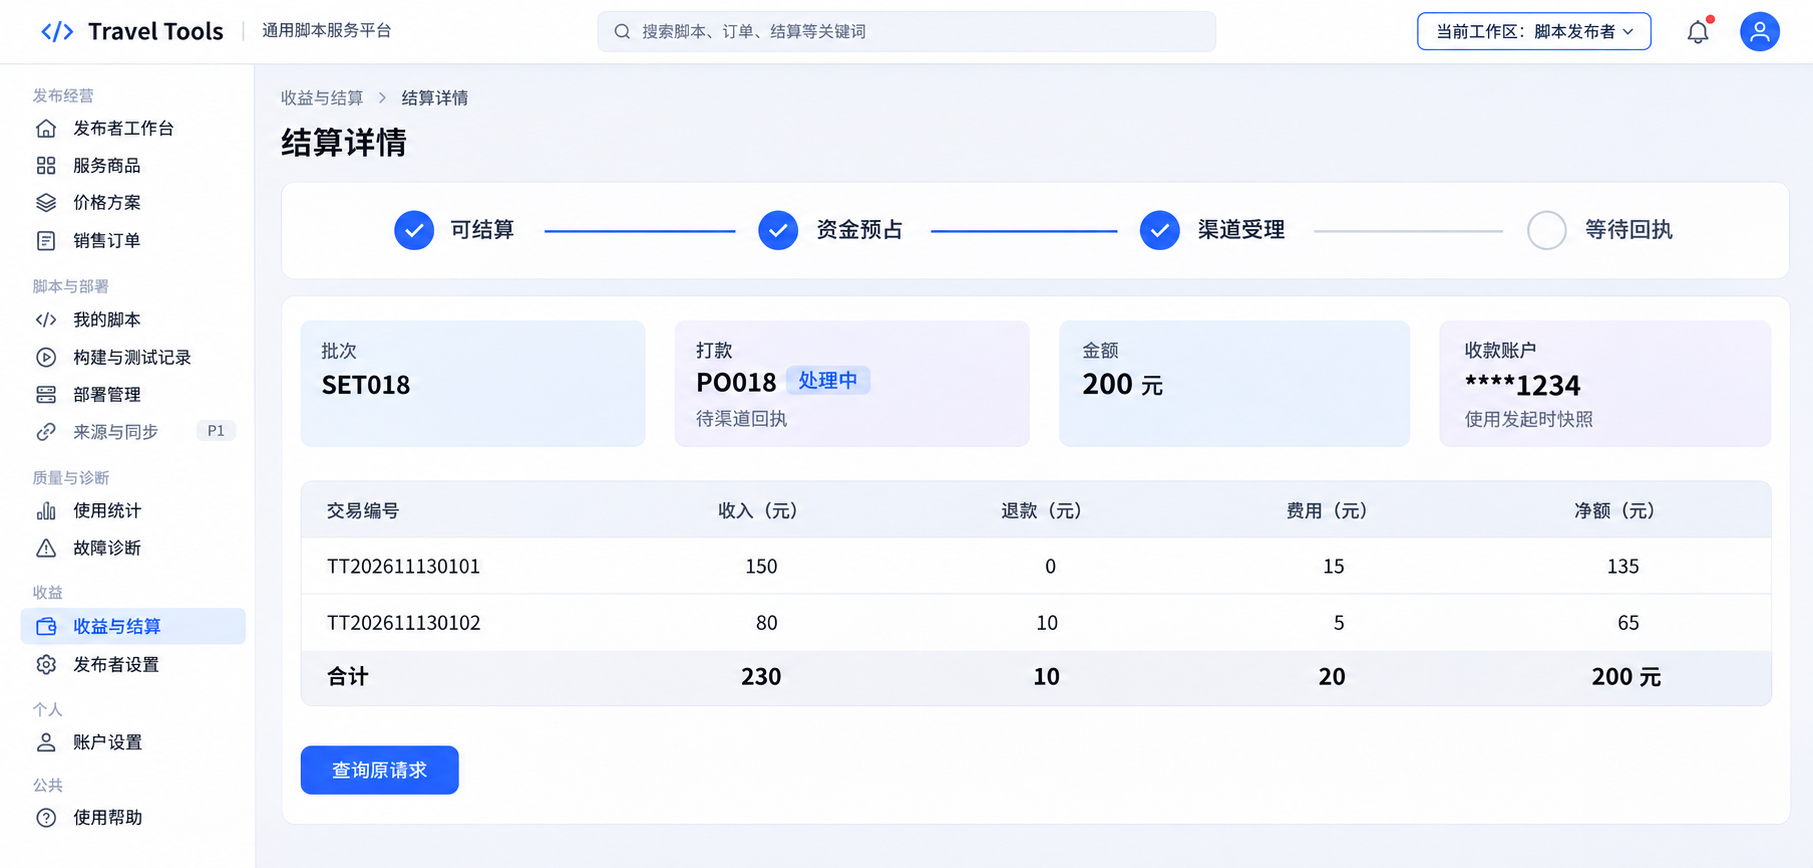 </> Travel Tools
通用脚本服务平台
搜索脚本、订单、结算等关键词
当前工作区：脚本发布者
发布经营
发布者工作台
服务商品
价格方案
销售订单
脚本与部署
我的脚本
构建与测试记录
部署管理
来源与同步 P1
质量与诊断
使用统计
故障诊断
收益
收益与结算
发布者设置
个人
账户设置
公共
使用帮助
收益与结算 > 结算详情
结算详情
可结算 资金预占 渠道受理 等待回执
批次
SET018
打款
PO018 处理中
待渠道回执
金额
200 元
收款账户
****1234
使用发起时快照
交易编号 收入（元） 退款（元） 费用（元） 净额（元）
TT202611130101 150 0 15 135
TT202611130102 80 10 5 65
合计 230 10 20 200 元
查询原请求